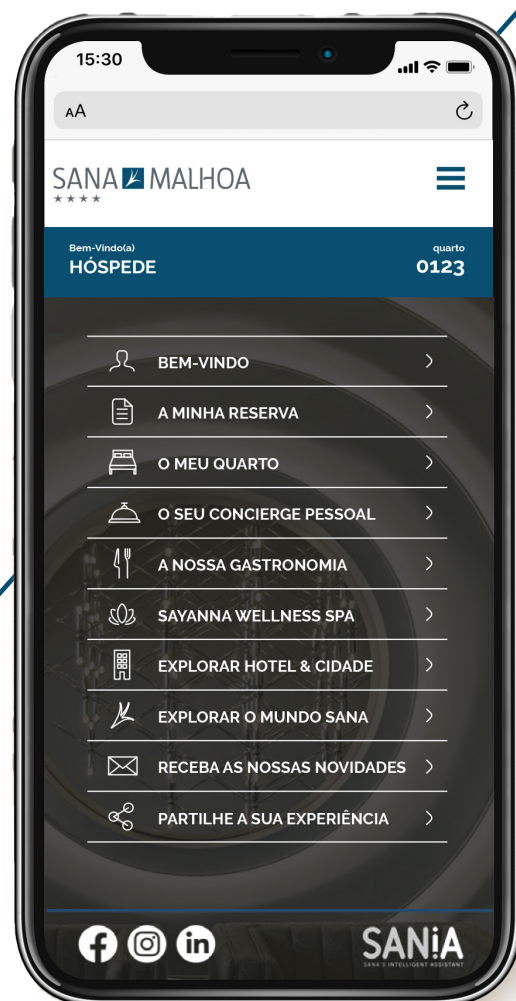 15:30
AA
SANA MALHOA
★★★★
Bem-Vindo(a)
HÓSPEDE
quarto
0123
BEM-VINDO
A MINHA RESERVA
O MEU QUARTO
O SEU CONCIERGE PESSOAL
A NOSSA GASTRONOMIA
SAYANNA WELLNESS SPA
EXPLORAR HOTEL & CIDADE
EXPLORAR O MUNDO SANA
RECEBA AS NOSSAS NOVIDADES
PARTILHE A SUA EXPERIÊNCIA
f
in
SANiA
SANA'S INTELLIGENT ASSISTANT